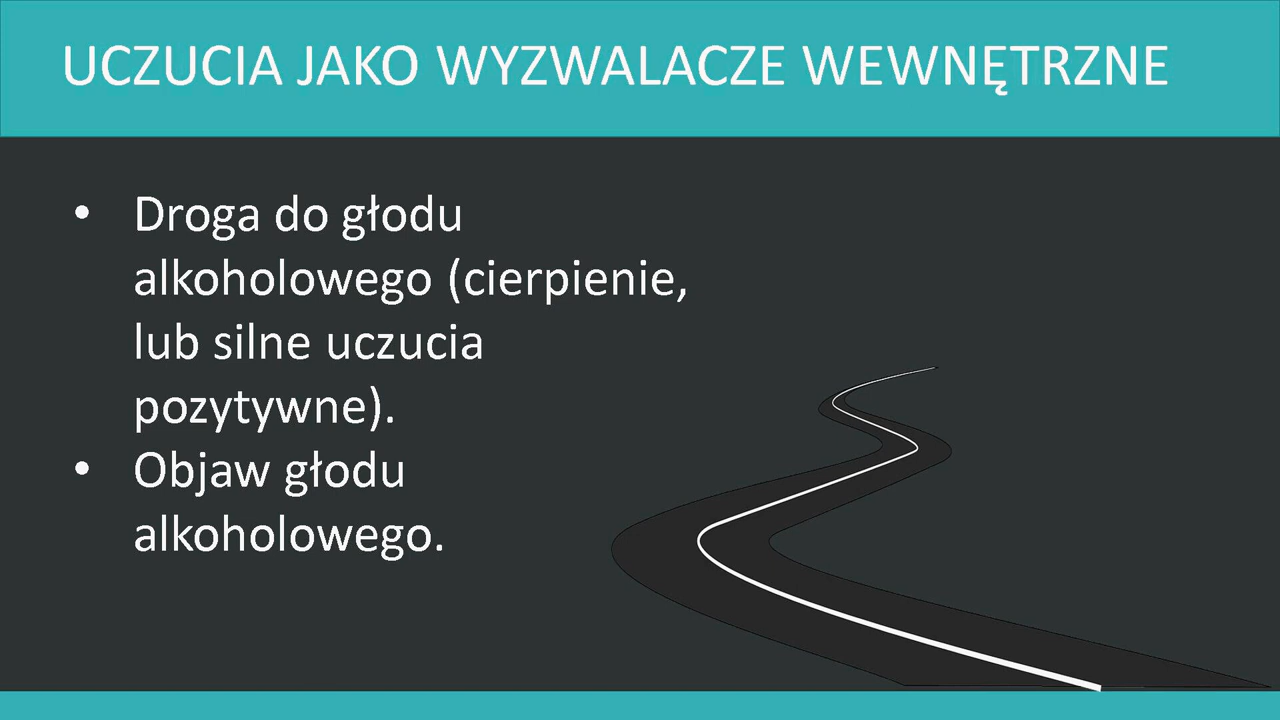 UCZUCIA JAKO WYZWALACZE WEWNĘTRZNE
• Droga do głodu
alkoholowego (cierpienie,
lub silne uczucia
pozytywne).
• Objaw głodu
alkoholowego.